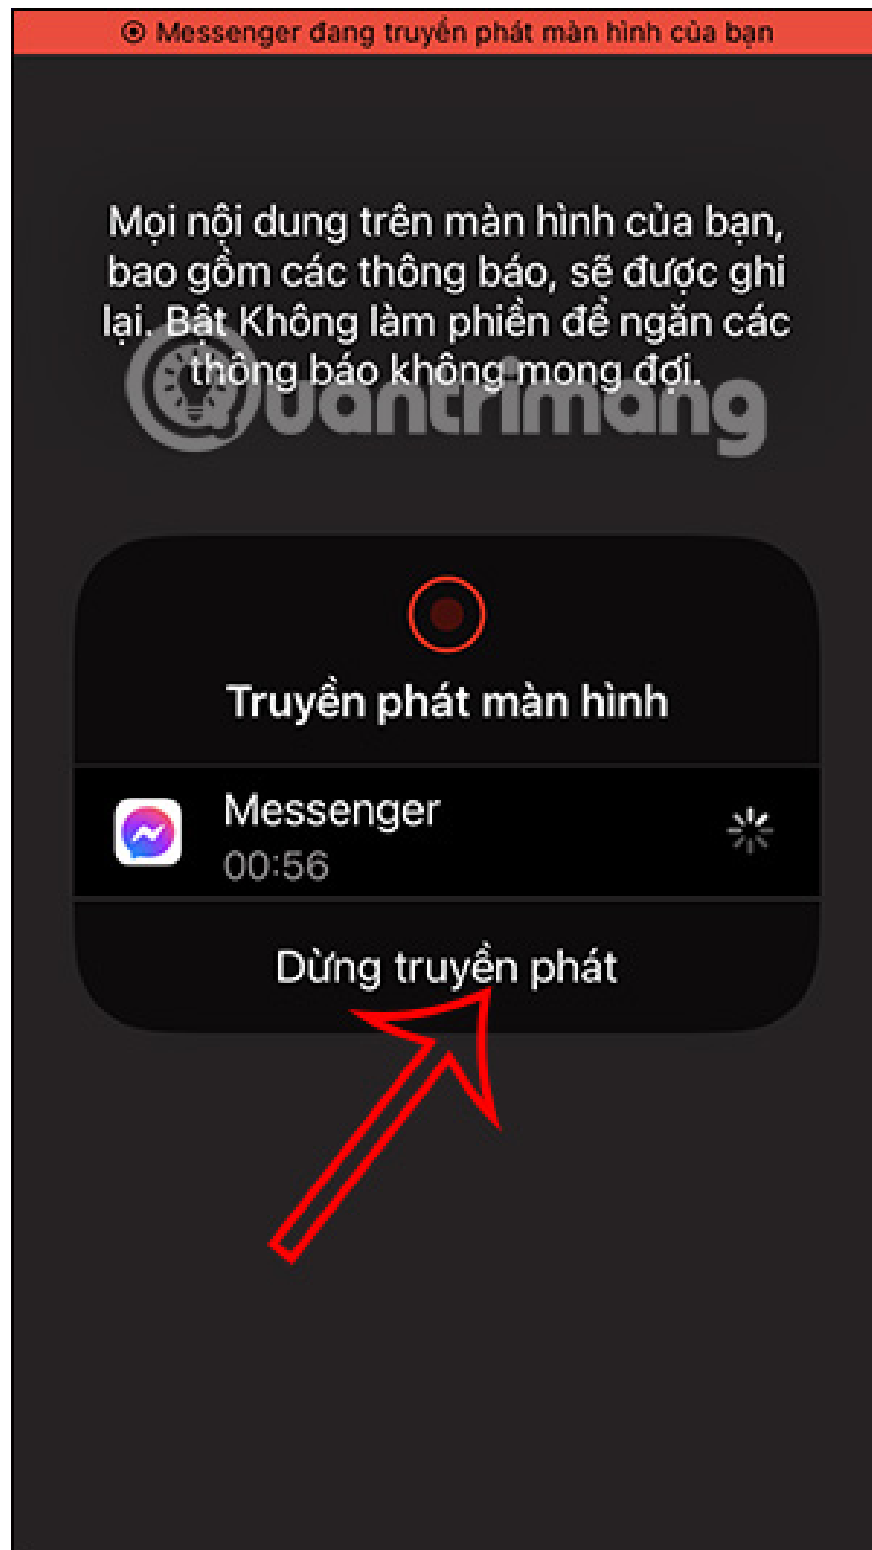 Messenger đang truyền phát màn hình của bạn
Mọi nội dung trên màn hình của bạn,
bao gồm các thông báo, sẽ được ghi
lại. Bật Không làm phiền để ngăn các
thông báo không mong đợi.
Quantrimang
Truyền phát màn hình
Messenger
00:56
Dừng truyền phát